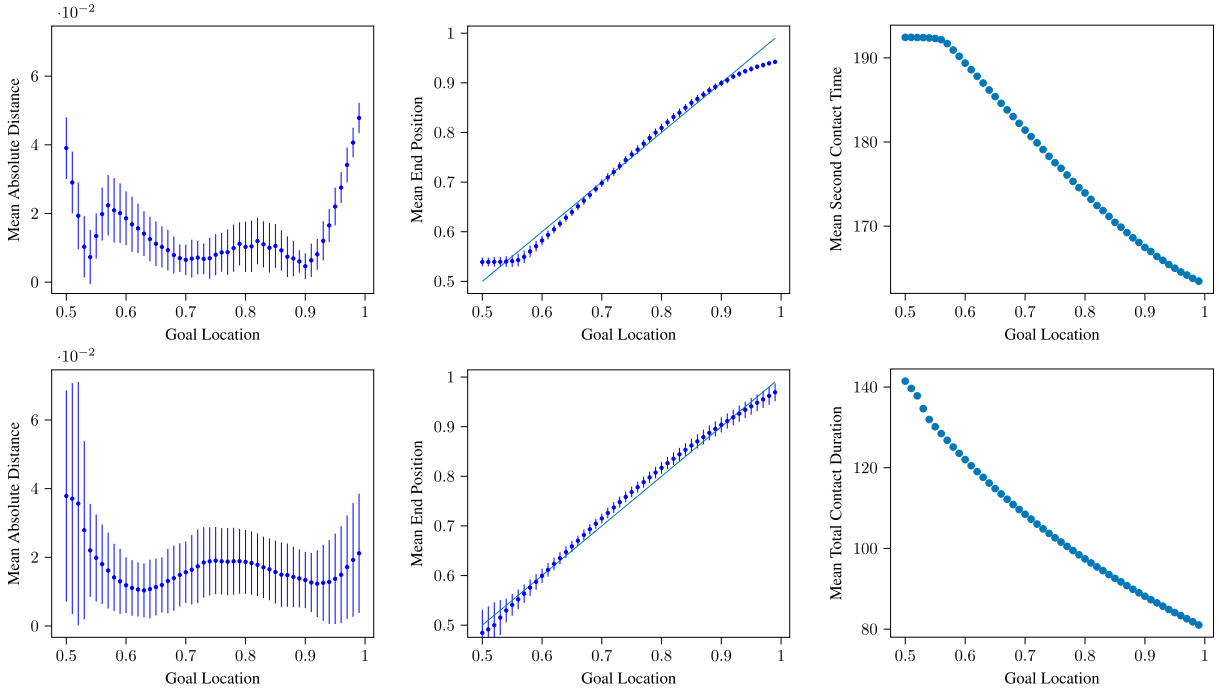 ·10−2
Mean Absolute Distance
6
4
2
0
0.5 0.6 0.7 0.8 0.9 1
Goal Location
Mean End Position
1
0.9
0.8
0.7
0.6
0.5
0.5 0.6 0.7 0.8 0.9 1
Goal Location
Mean Second Contact Time
190
180
170
0.5 0.6 0.7 0.8 0.9 1
Goal Location
·10−2
Mean Absolute Distance
6
4
2
0
0.5 0.6 0.7 0.8 0.9 1
Goal Location
Mean End Position
1
0.9
0.8
0.7
0.6
0.5
0.5 0.6 0.7 0.8 0.9 1
Goal Location
Mean Total Contact Duration
140
120
100
80
0.5 0.6 0.7 0.8 0.9 1
Goal Location